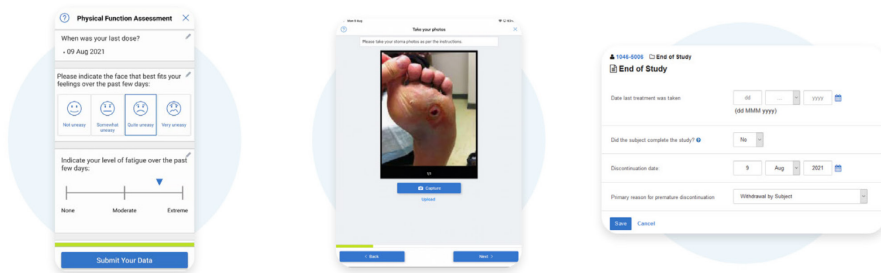 Physical Function Assessment
When was your last dose?
- 09 Aug 2021
Please indicate the face that best fits your
feelings over the past few days:
Not uneasy
Somewhat
uneasy
Quite uneasy
Very uneasy
Indicate your level of fatigue over the past
few days:
None
Moderate
Extreme
Submit Your Data
Take your photos
Please take your stoma photos as per the instructions.
1/1
Capture
Upload
< Back
Next >
1046-6006 End of Study
End of Study
Date last treatment was taken
dd
...
yyyy
(dd MMM yyyy)
Did the subject complete the study?
No
Discontinuation date
9
Aug
2021
Primary reason for premature discontinuation
Withdrawal by Subject
Save
Cancel